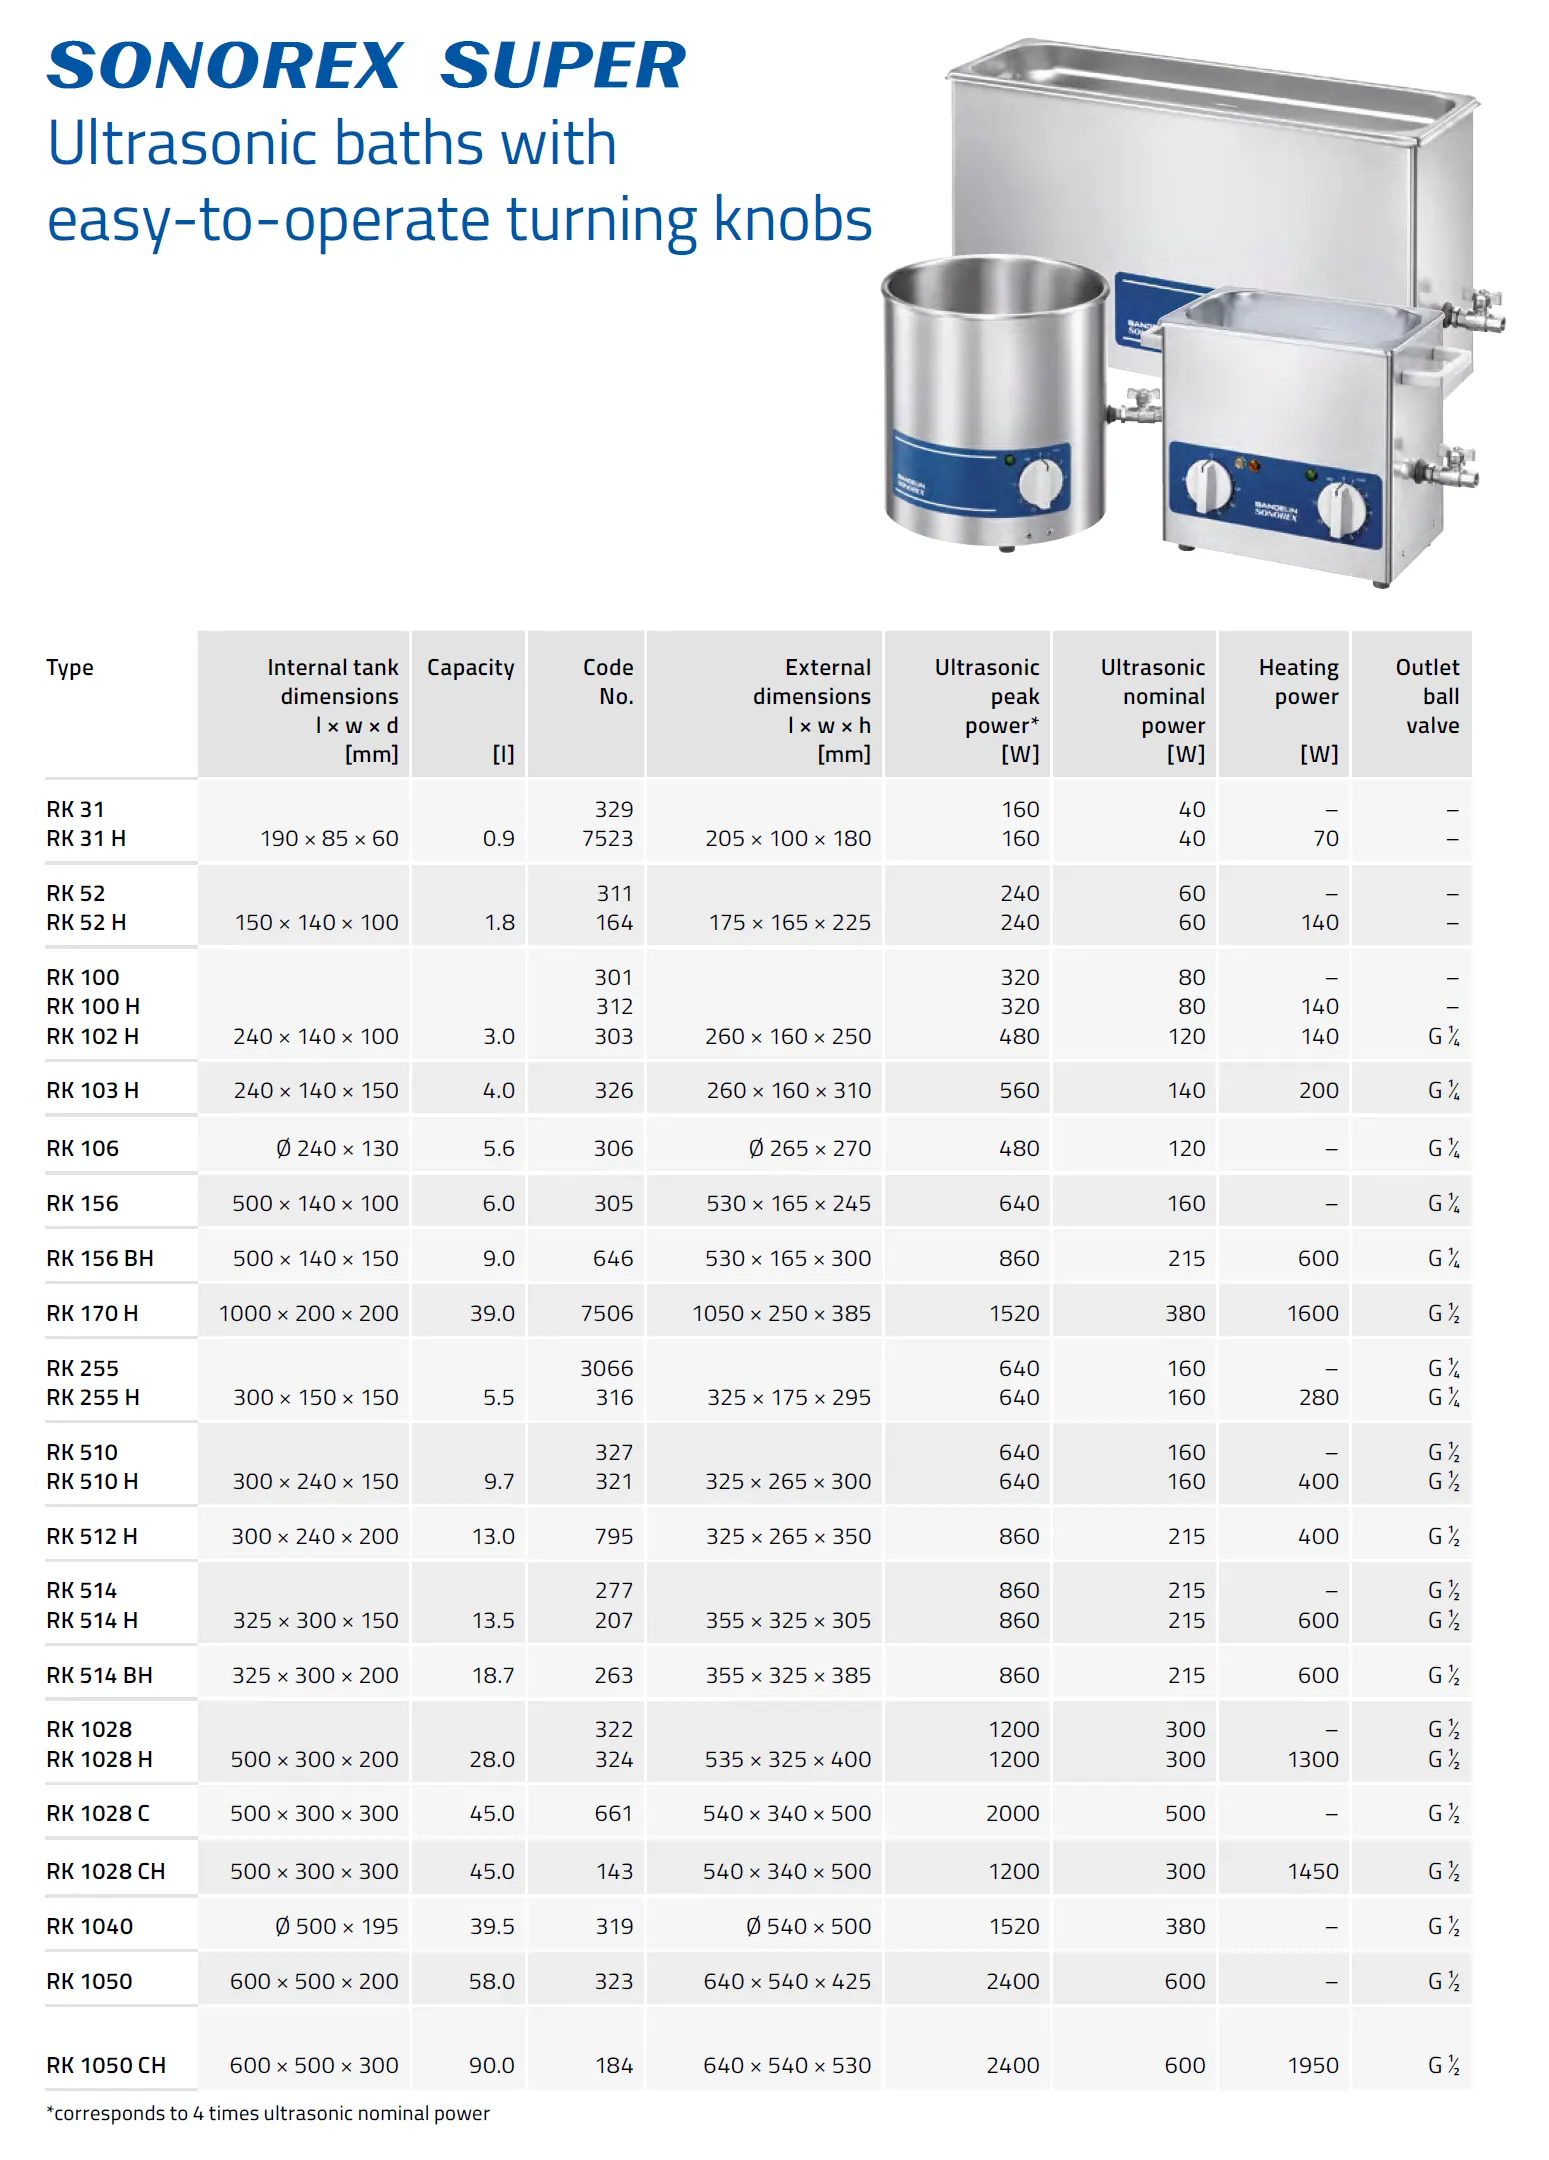 SONOREX SUPER
Ultrasonic baths with
easy-to-operate turning knobs
BANDELIN
SONOREX
BANDELIN
SONOREX
Type Internal tank dimensions l × w × d [mm] Capacity [l] Code No. External dimensions l × w × h [mm] Ultrasonic peak power* [W] Ultrasonic nominal power [W] Heating power [W] Outlet ball valve
RK 31 329 160 40 – –
RK 31 H 190 × 85 × 60 0.9 7523 205 × 100 × 180 160 40 70 –
RK 52 311 240 60 – –
RK 52 H 150 × 140 × 100 1.8 164 175 × 165 × 225 240 60 140 –
RK 100 301 320 80 – –
RK 100 H 312 320 80 140 –
RK 102 H 240 × 140 × 100 3.0 303 260 × 160 × 250 480 120 140 G ¼
RK 103 H 240 × 140 × 150 4.0 326 260 × 160 × 310 560 140 200 G ¼
RK 106 Ø 240 × 130 5.6 306 Ø 265 × 270 480 120 – G ¼
RK 156 500 × 140 × 100 6.0 305 530 × 165 × 245 640 160 – G ¼
RK 156 BH 500 × 140 × 150 9.0 646 530 × 165 × 300 860 215 600 G ¼
RK 170 H 1000 × 200 × 200 39.0 7506 1050 × 250 × 385 1520 380 1600 G ½
RK 255 3066 640 160 – G ¼
RK 255 H 300 × 150 × 150 5.5 316 325 × 175 × 295 640 160 280 G ¼
RK 510 327 640 160 – G ½
RK 510 H 300 × 240 × 150 9.7 321 325 × 265 × 300 640 160 400 G ½
RK 512 H 300 × 240 × 200 13.0 795 325 × 265 × 350 860 215 400 G ½
RK 514 277 860 215 – G ½
RK 514 H 325 × 300 × 150 13.5 207 355 × 325 × 305 860 215 600 G ½
RK 514 BH 325 × 300 × 200 18.7 263 355 × 325 × 385 860 215 600 G ½
RK 1028 322 1200 300 – G ½
RK 1028 H 500 × 300 × 200 28.0 324 535 × 325 × 400 1200 300 1300 G ½
RK 1028 C 500 × 300 × 300 45.0 661 540 × 340 × 500 2000 500 – G ½
RK 1028 CH 500 × 300 × 300 45.0 143 540 × 340 × 500 1200 300 1450 G ½
RK 1040 Ø 500 × 195 39.5 319 Ø 540 × 500 1520 380 – G ½
RK 1050 600 × 500 × 200 58.0 323 640 × 540 × 425 2400 600 – G ½
RK 1050 CH 600 × 500 × 300 90.0 184 640 × 540 × 530 2400 600 1950 G ½
*corresponds to 4 times ultrasonic nominal power